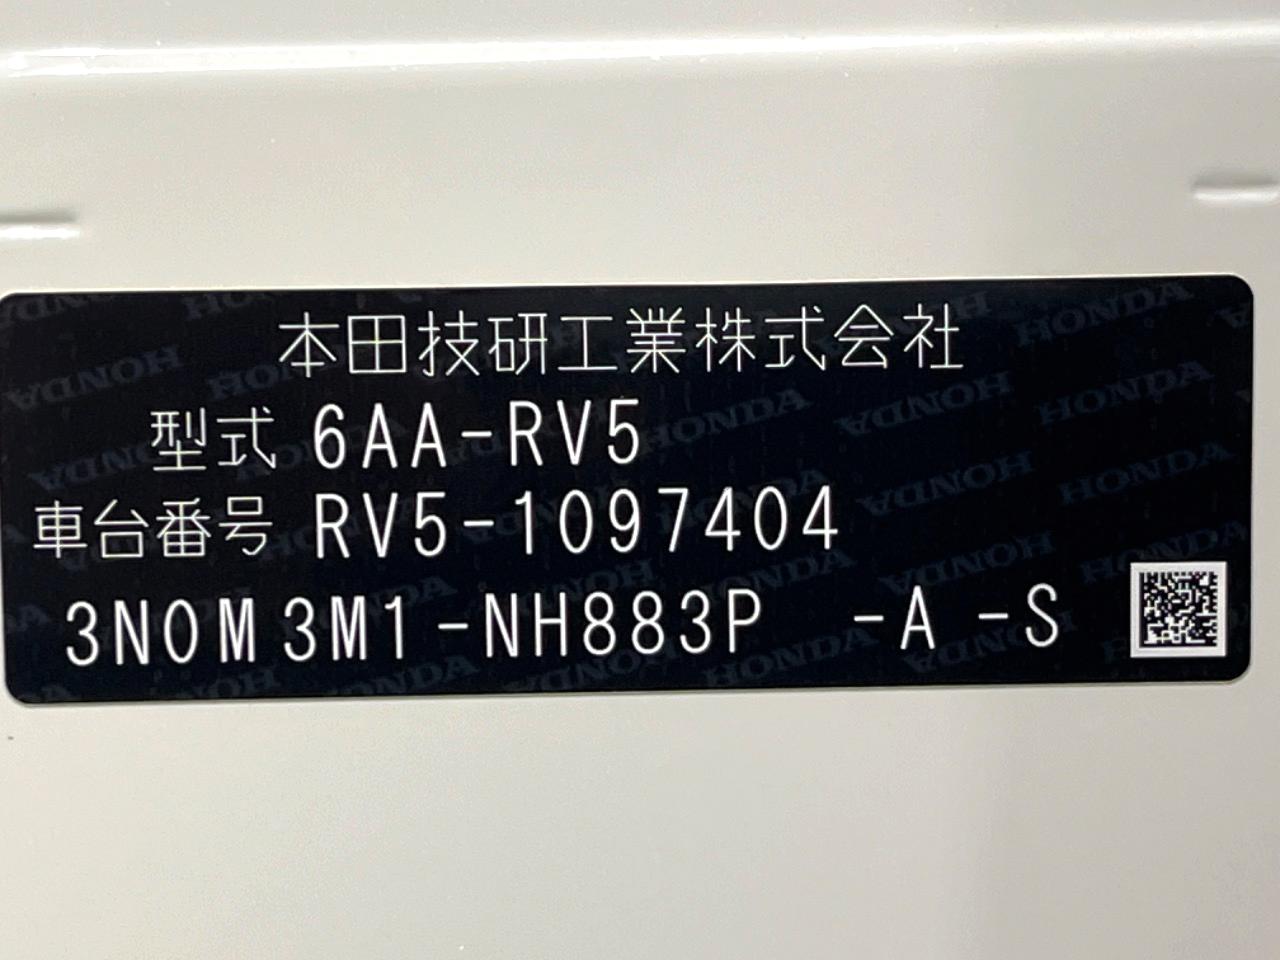 本田技研工業株式会社
型式 6AA-RV5
車台番号 RV5-1097404
3N0M3M1-NH883P -A -S